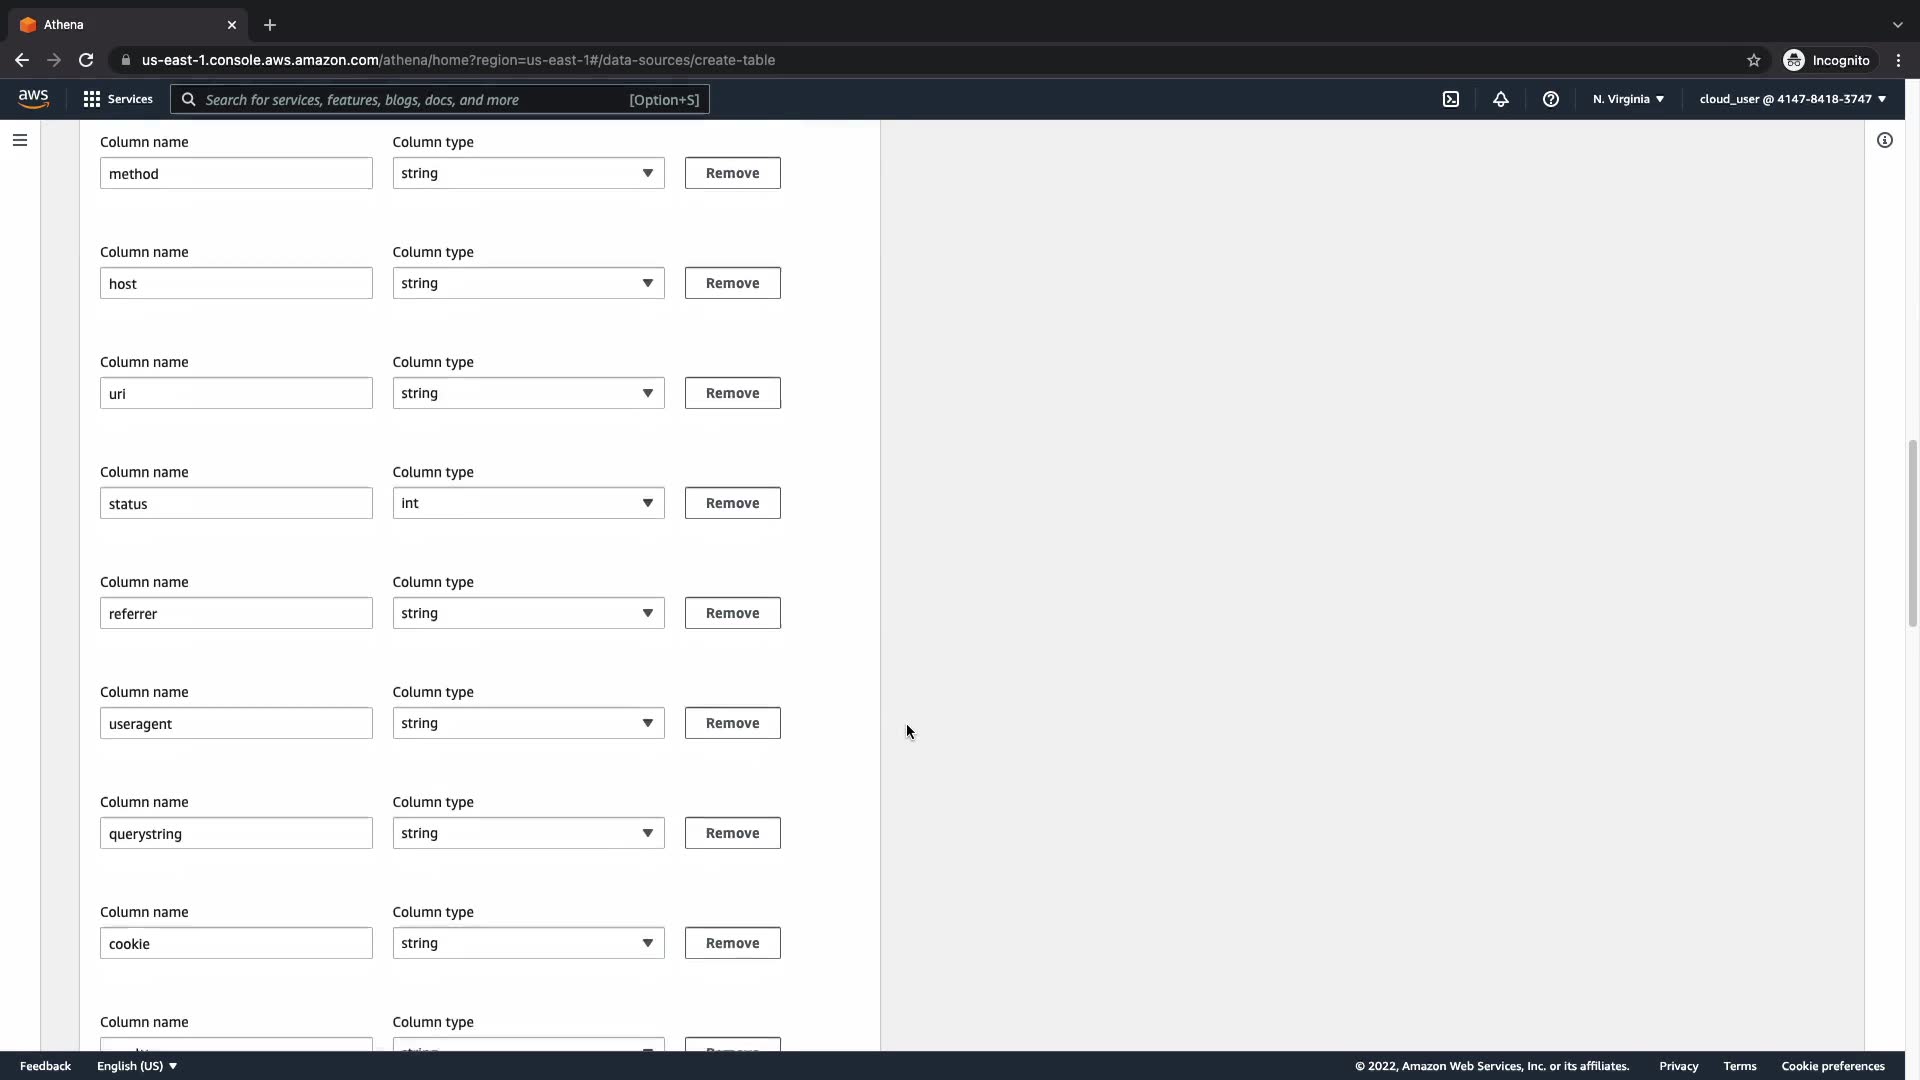 Athena
us-east-1.console.aws.amazon.com/athena/home?region=us-east-1#/data-sources/create-table
Incognito
aws
Services
Search for services, features, blogs, docs, and more [Option+S]
N. Virginia
cloud_user @ 4147-8418-3747
Column name Column type
method string Remove
Column name Column type
host string Remove
Column name Column type
uri string Remove
Column name Column type
status int Remove
Column name Column type
referrer string Remove
Column name Column type
useragent string Remove
Column name Column type
querystring string Remove
Column name Column type
cookie string Remove
Column name Column type
Feedback English (US) © 2022, Amazon Web Services, Inc. or its affiliates. Privacy Terms Cookie preferences